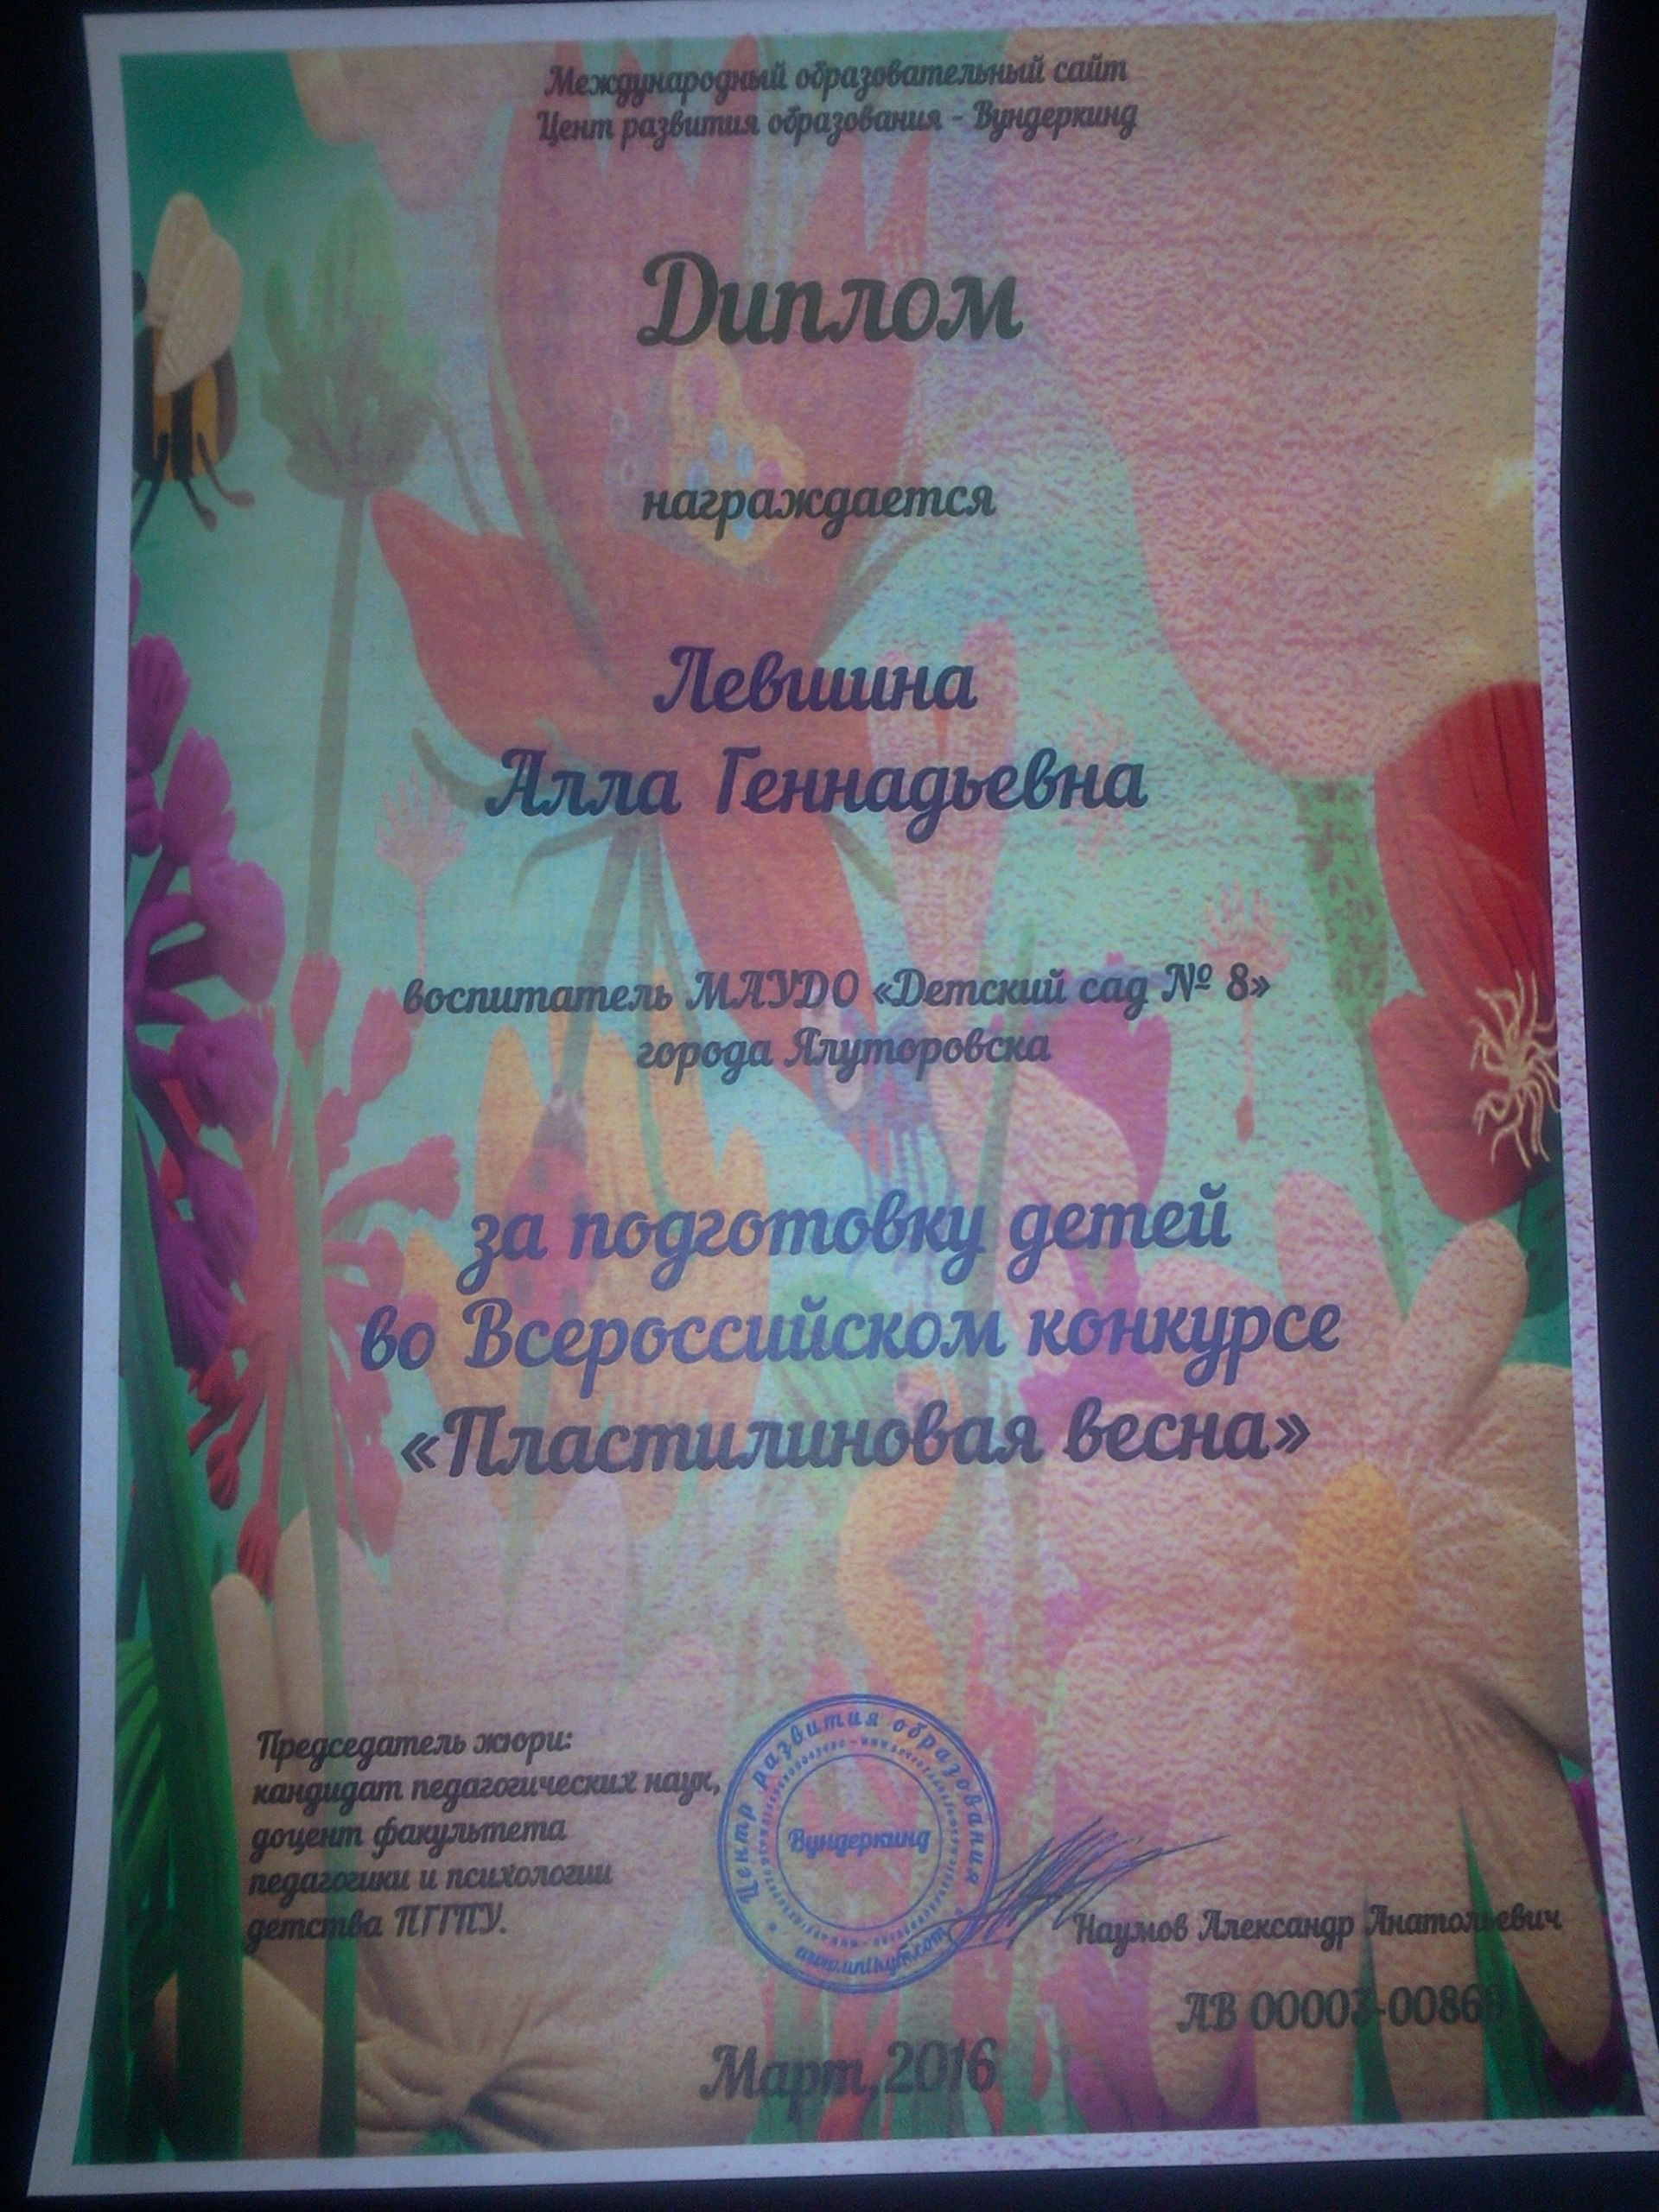 Международный образовательный сайт
Цент развития образования - Вундеркинд
Диплом
награждается
Левшина
Алла Геннадьевна
воспитатель МАУДО «Детский сад № 8»
города Ялуторовска
за подготовку детей
во Всероссийском конкурсе
«Пластилиновая весна»
Председатель жюри:
кандидат педагогических наук,
доцент факультета
педагогики и психологии
детства ПГГПУ.
Центр развития образования
Вундеркинд
Наумов Александр Анатольевич
АВ
Март,2016